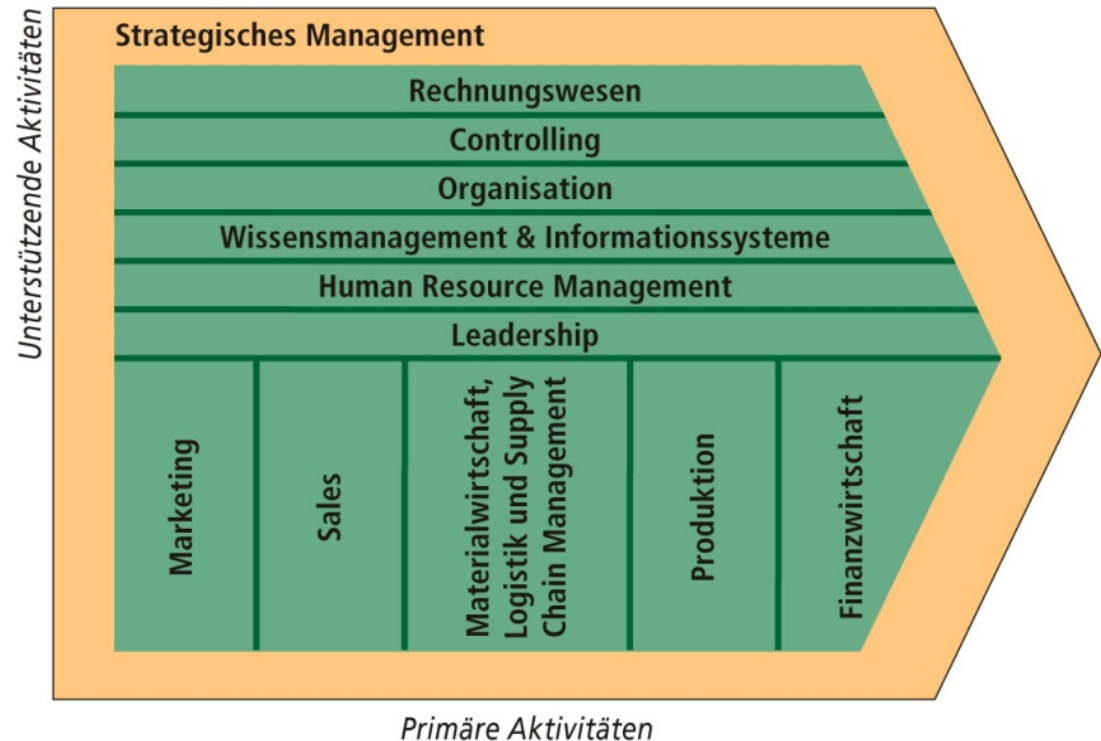 Unterstützende Aktivitäten
Strategisches Management
Rechnungswesen
Controlling
Organisation
Wissensmanagement & Informationssysteme
Human Resource Management
Leadership
Marketing
Sales
Materialwirtschaft,
Logistik und Supply
Chain Management
Produktion
Finanzwirtschaft
Primäre Aktivitäten